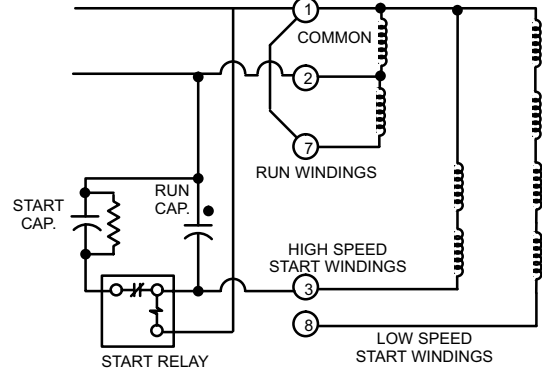 1
COMMON
2
7
RUN WINDINGS
START
CAP.
RUN
CAP.
HIGH SPEED
START WINDINGS
3
8
LOW SPEED
START WINDINGS
START RELAY